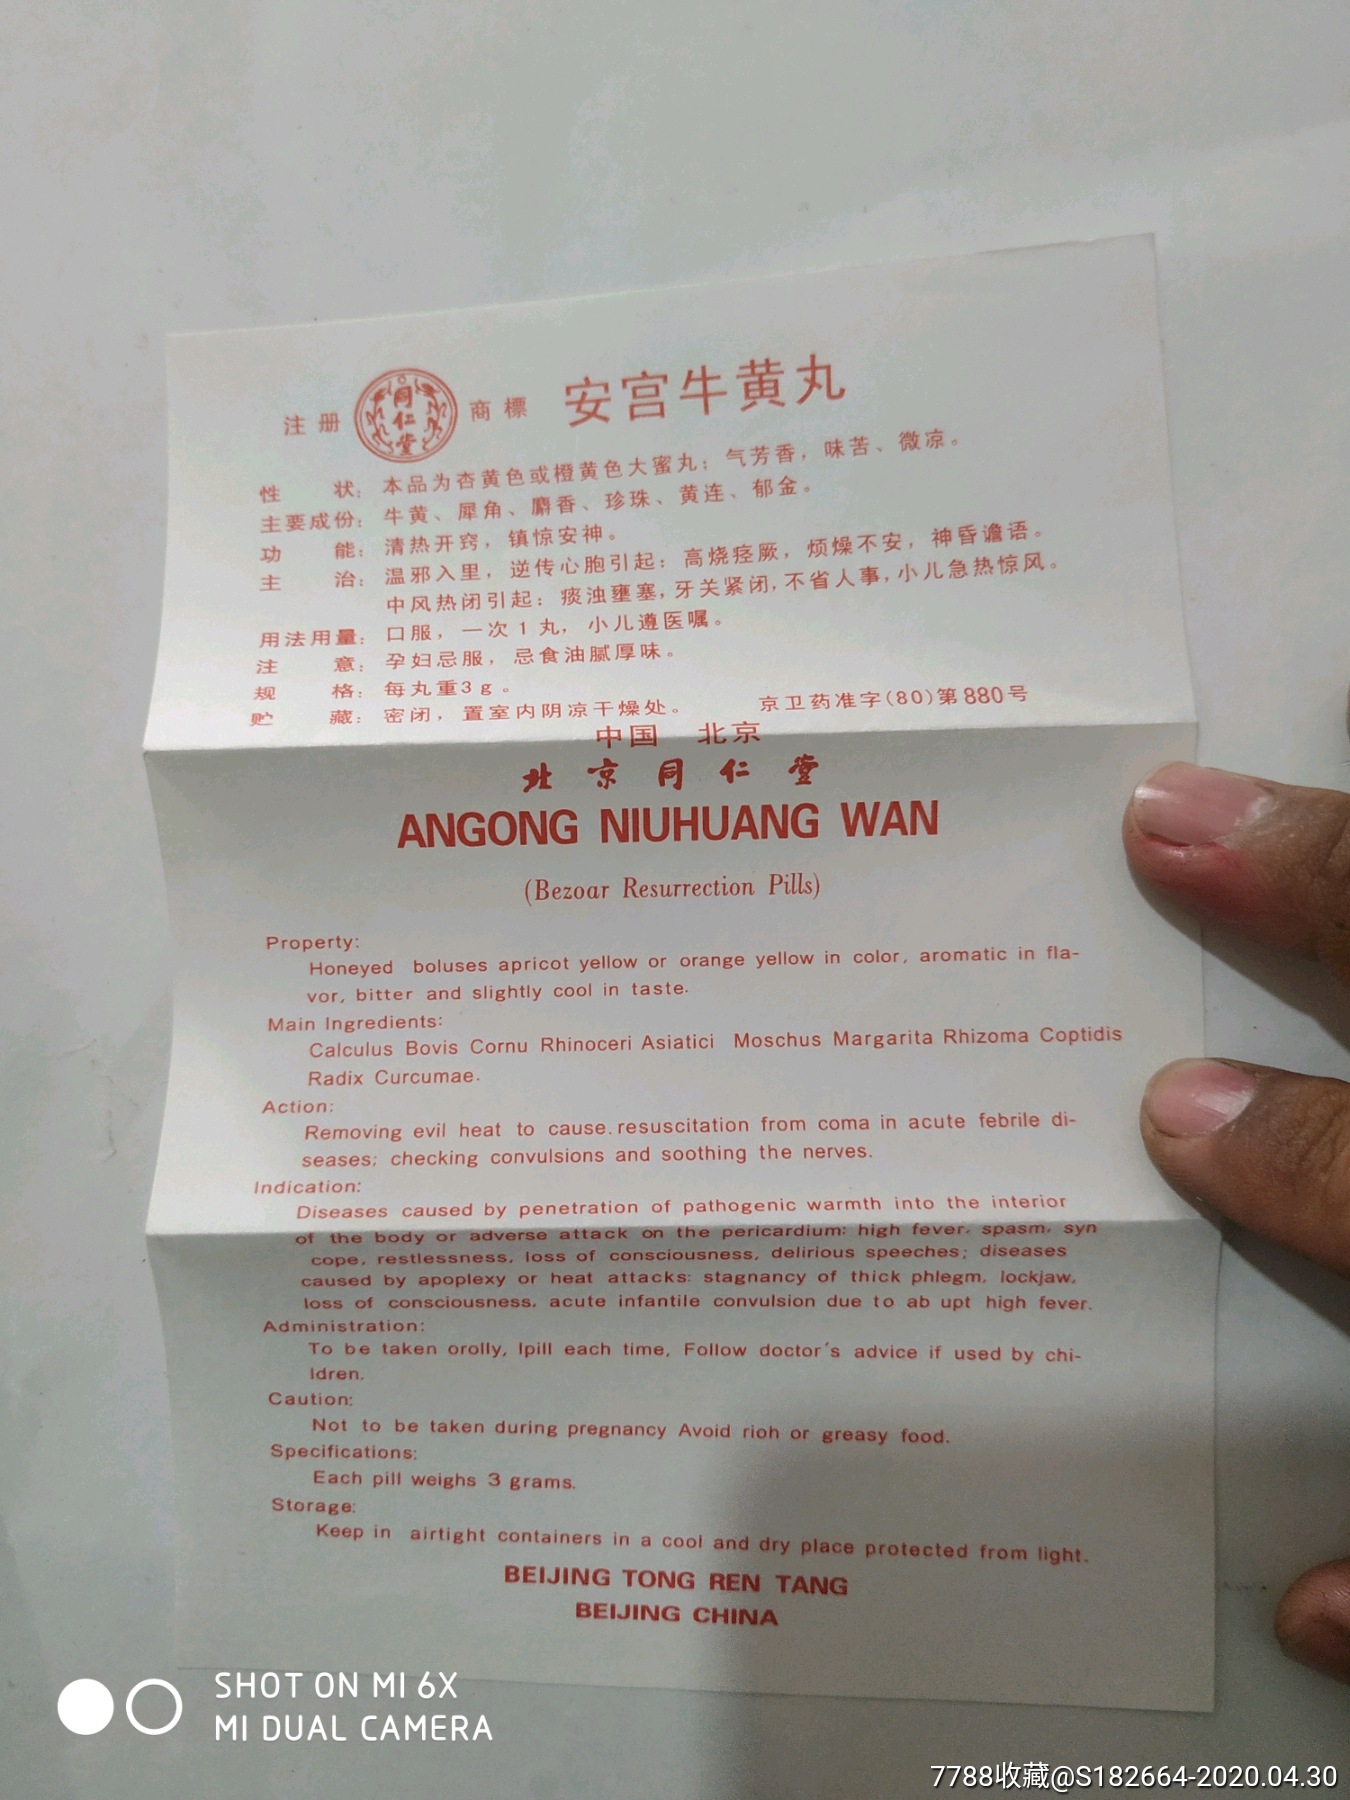 注册 同仁堂 商標 安宫牛黄丸
性状：本品为杏黄色或橙黄色大蜜丸；气芳香，味苦、微凉。
主要成份：牛黄、犀角、麝香、珍珠、黄连、郁金。
功能：清热开窍，镇惊安神。
主治：温邪入里，逆传心胞引起：高烧痉厥，烦燥不安，神昏谵语。
中风热闭引起：痰浊壅塞，牙关紧闭，不省人事，小儿急热惊风。
用法用量：口服，一次1丸，小儿遵医嘱。
注意：孕妇忌服，忌食油腻厚味。
规格：每丸重3g。
贮藏：密闭，置室内阴凉干燥处。 京卫药准字(80)第880号
中国 北京
北京同仁堂
ANGONG NIUHUANG WAN
(Bezoar Resurrection Pills)
Property:
Honeyed boluses apricot yellow or orange yellow in color, aromatic in fla-
vor, bitter and slightly cool in taste.
Main Ingredients:
Calculus Bovis Cornu Rhinoceri Asiatici Moschus Margarita Rhizoma Coptidis
Radix Curcumae.
Action:
Removing evil heat to cause.resuscitation from coma in acute febrile di-
seases; checking convulsions and soothing the nerves.
Indication:
Diseases caused by penetration of pathogenic warmth into the interior
of the body or adverse attack on the pericardium: high fever, spasm, syn
cope, restlessness, loss of consciousness, delirious speeches; diseases
caused by apoplexy or heat attacks: stagnancy of thick phlegm, lockjaw,
loss of consciousness, acute infantile convulsion due to ab upt high fever.
Administration:
To be taken orolly, Ipill each time, Follow doctor's advice if used by chi-
ldren.
Caution:
Not to be taken during pregnancy Avoid rioh or greasy food.
Specifications:
Each pill weighs 3 grams.
Storage:
Keep in airtight containers in a cool and dry place protected from light.
BEIJING TONG REN TANG
BEIJING CHINA
SHOT ON MI 6X
MI DUAL CAMERA
7788收藏@S182664-2020.04.30